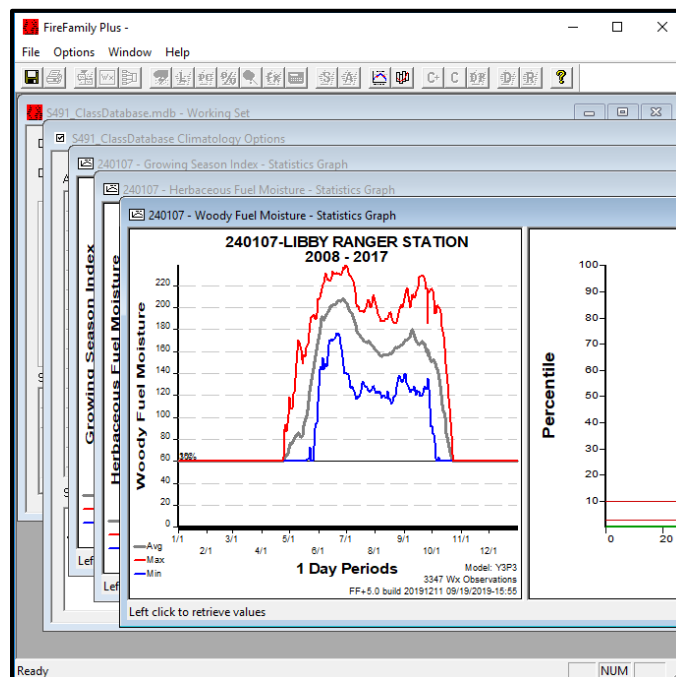 FireFamily Plus -
File Options Window Help
S491_ClassDatabase.mdb - Working Set
S491_ClassDatabase Climatology Options
240107 - Growing Season Index - Statistics Graph
240107 - Herbaceous Fuel Moisture - Statistics Graph
240107 - Woody Fuel Moisture - Statistics Graph
Growing Season Index
Herbaceous Fuel Moisture
240107-LIBBY RANGER STATION
2008 - 2017
Woody Fuel Moisture
220
200
180
160
140
120
100
80
60
40
20
0
1/1 2/1 3/1 4/1 5/1 6/1 7/1 8/1 9/1 10/1 11/1 12/1
1 Day Periods
Avg
Max
Min
Model: Y3P3
3347 Wx Observations
FF+5.0 build 20191211 09/19/2019-15:55
Percentile
100
90
80
70
60
50
40
30
20
10
0 20
Left click to retrieve values
Left
Left
Ready
NUM